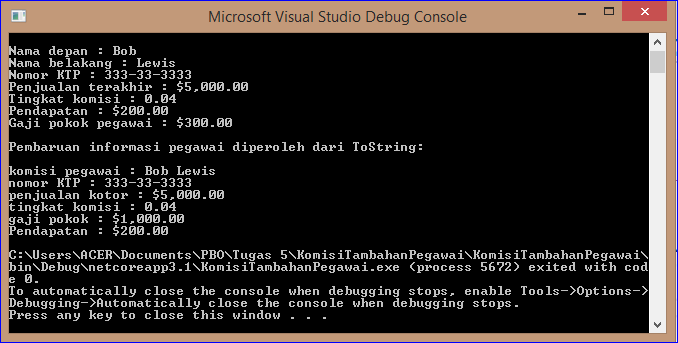 Microsoft Visual Studio Debug Console
Nama depan : Bob
Nama belakang : Lewis
Nomor KTP : 333-33-3333
Penjualan terakhir : $5,000.00
Tingkat komisi : 0.04
Pendapatan : $200.00
Gaji pokok pegawai : $300.00
Pembaruan informasi pegawai diperoleh dari ToString:
komisi pegawai : Bob Lewis
nomor KTP : 333-33-3333
penjualan kotor : $5,000.00
tingkat komisi : 0.04
gaji pokok : $1,000.00
Pendapatan : $200.00
C:\Users\ACER\Documents\PBO\Tugas 5\KomisiTambahanPegawai\KomisiTambahanPegawai\
bin\Debug\netcoreapp3.1\KomisiTambahanPegawai.exe (process 5672) exited with cod
e 0.
To automatically close the console when debugging stops, enable Tools->Options->
Debugging->Automatically close the console when debugging stops.
Press any key to close this window . . .